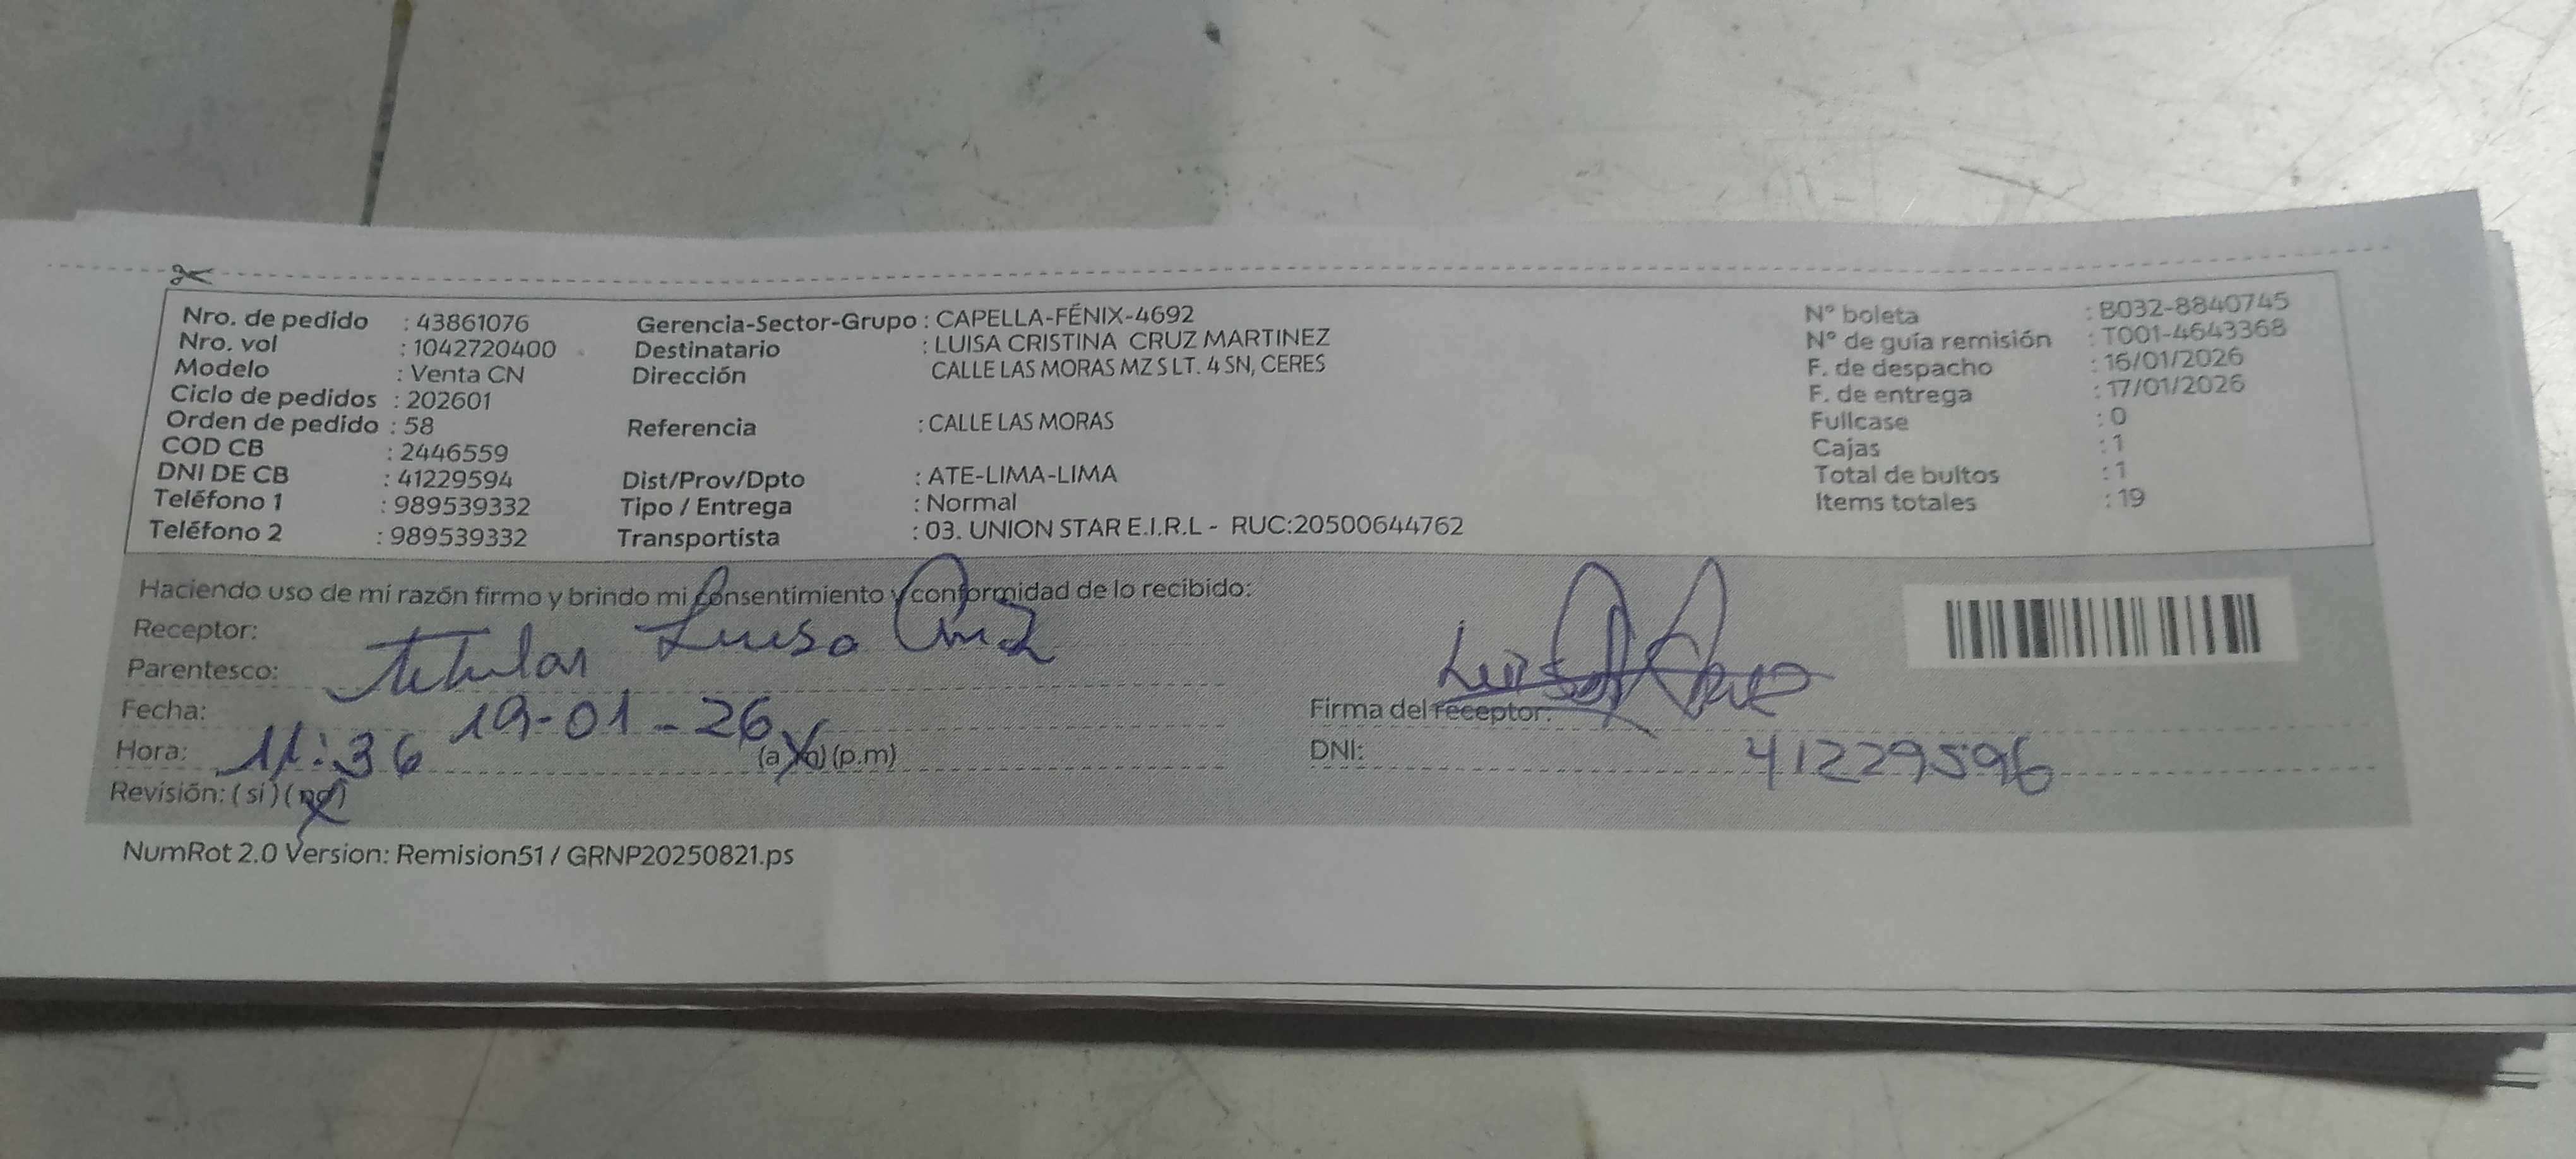 Nro. de pedido : 43861076
Nro. vol : 1042720400
Modelo : Venta CN
Ciclo de pedidos : 202601
Orden de pedido : 58
COD CB : 2446559
DNI DE CB : 41229594
Teléfono 1 : 989539332
Teléfono 2 : 989539332
Gerencia-Sector-Grupo : CAPELLA-FÉNIX-4692
Destinatario : LUISA CRISTINA CRUZ MARTINEZ
Dirección CALLE LAS MORAS MZ S LT. 4 SN, CERES
Referencia : CALLE LAS MORAS
Dist/Prov/Dpto : ATE-LIMA-LIMA
Tipo / Entrega : Normal
Transportista : 03. UNION STAR E.I.R.L - RUC:20500644762
N° boleta : B032-8840745
N° de guía remisión : T001-4643368
F. de despacho : 16/01/2026
F. de entrega : 17/01/2026
Fullcase : 0
Cajas : 1
Total de bultos : 1
Items totales : 19
Haciendo uso de mi razón firmo y brindo mi consentimiento y conformidad de lo recibido:
Receptor: Luisa Cruz
Parentesco: titular
Fecha: 19-01-26
Hora: 11:36 (a.m) (p.m)
Revisión: (si) (no)
Firma del receptor: Luisa Cruz
DNI: 41229596
NumRot 2.0 Version: Remision51 / GRNP20250821.ps